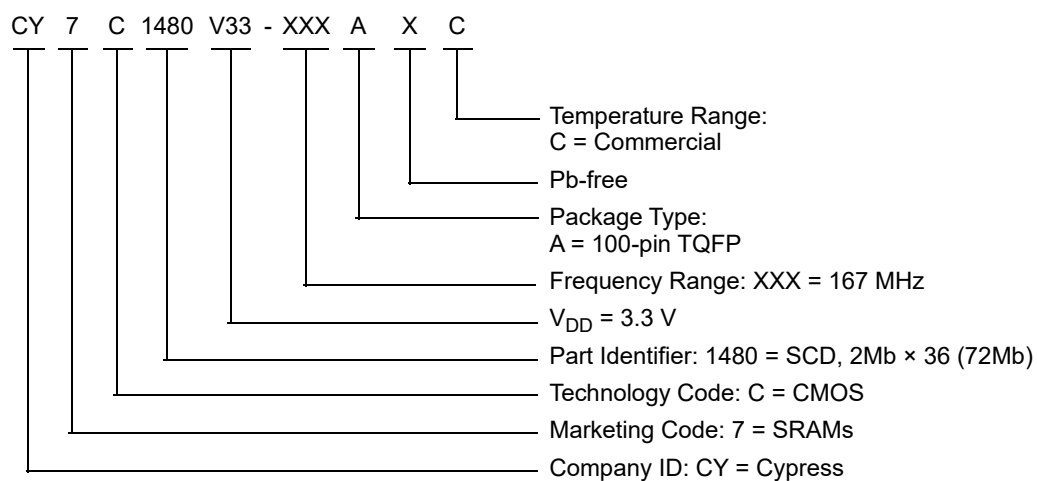 CY 7 C 1480 V33 - XXX A X C
Temperature Range:
C = Commercial
Pb-free
Package Type:
A = 100-pin TQFP
Frequency Range: XXX = 167 MHz
VDD = 3.3 V
Part Identifier: 1480 = SCD, 2Mb × 36 (72Mb)
Technology Code: C = CMOS
Marketing Code: 7 = SRAMs
Company ID: CY = Cypress